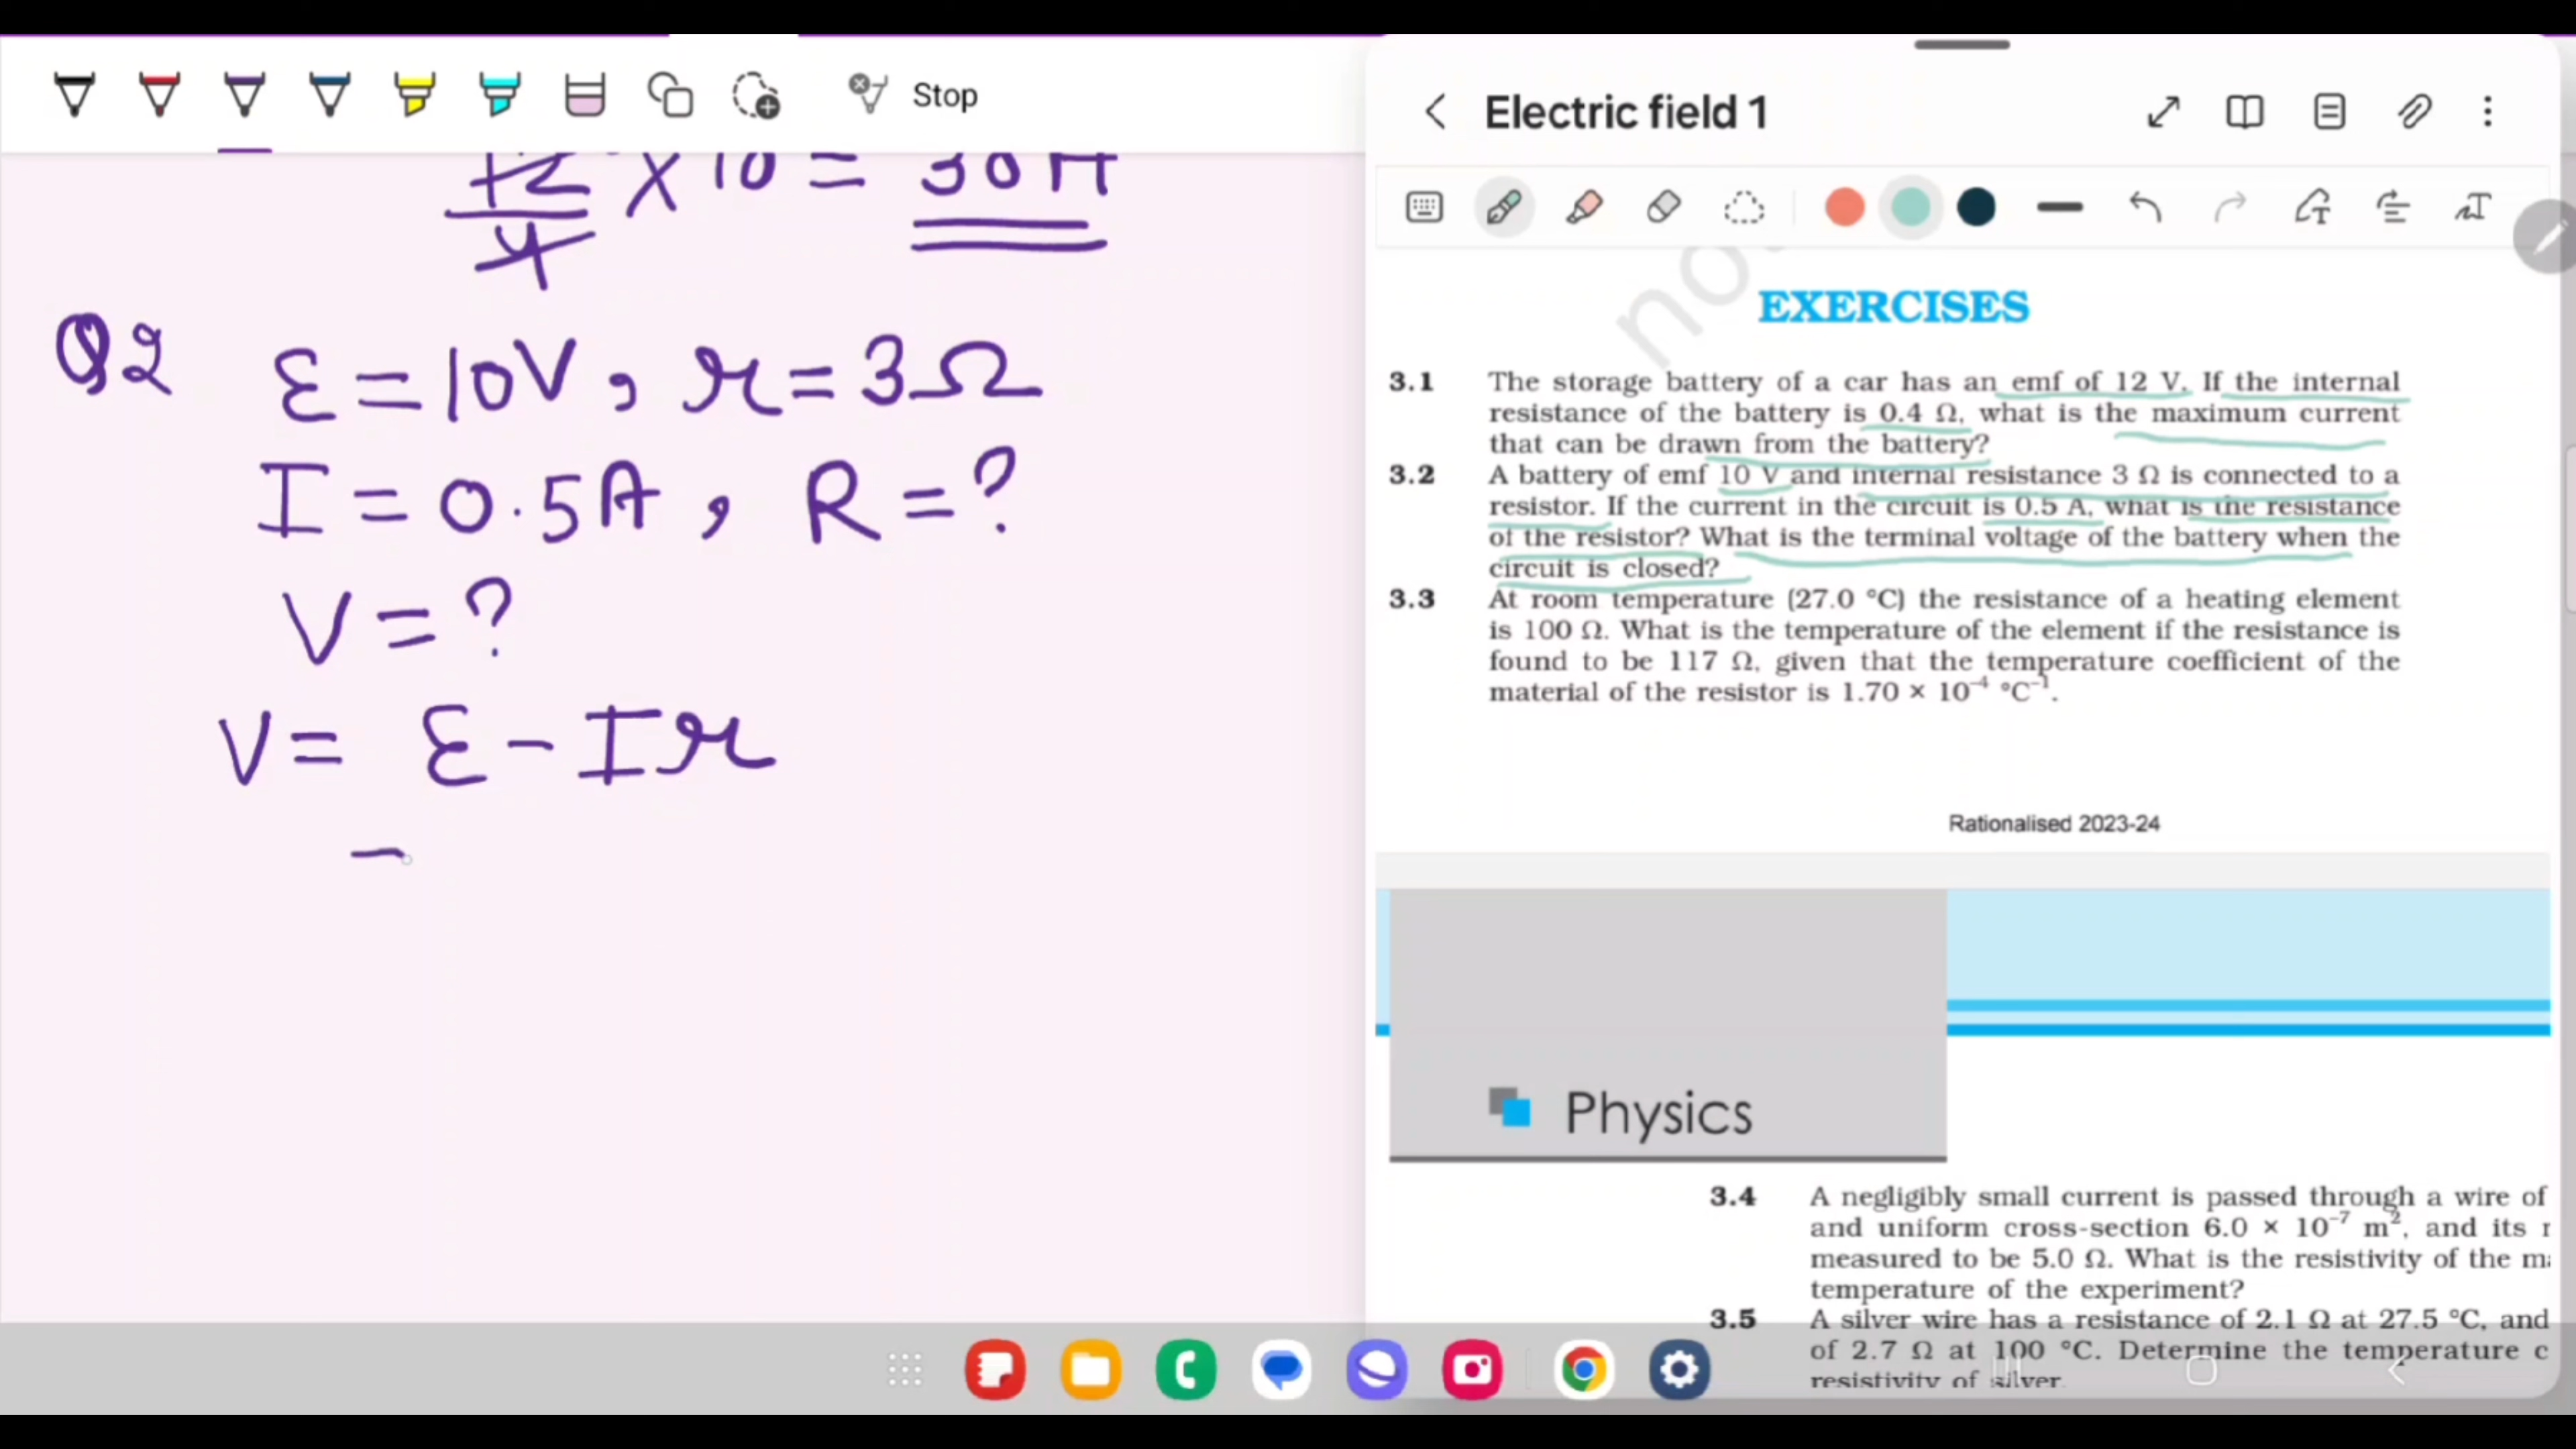 Stop
12/4 × 10 = 30 A
Q2 ε = 10V, r = 3Ω
I = 0.5A, R = ?
V = ?
V = ε - Ir
Electric field 1
no
EXERCISES
3.1 The storage battery of a car has an emf of 12 V. If the internal
resistance of the battery is 0.4 Ω, what is the maximum current
that can be drawn from the battery?
3.2 A battery of emf 10 V and internal resistance 3 Ω is connected to a
resistor. If the current in the circuit is 0.5 A, what is the resistance
of the resistor? What is the terminal voltage of the battery when the
circuit is closed?
3.3 At room temperature (27.0 °C) the resistance of a heating element
is 100 Ω. What is the temperature of the element if the resistance is
found to be 117 Ω, given that the temperature coefficient of the
material of the resistor is 1.70 × 10⁻⁴ °C⁻¹.
Rationalised 2023-24
Physics
3.4 A negligibly small current is passed through a wire of
and uniform cross-section 6.0 × 10⁻⁷ m², and its
measured to be 5.0 Ω. What is the resistivity of the
temperature of the experiment?
3.5 A silver wire has a resistance of 2.1 Ω at 27.5 °C, and
of 2.7 Ω at 100 °C. Determine the temperature c
resistivity of silver.